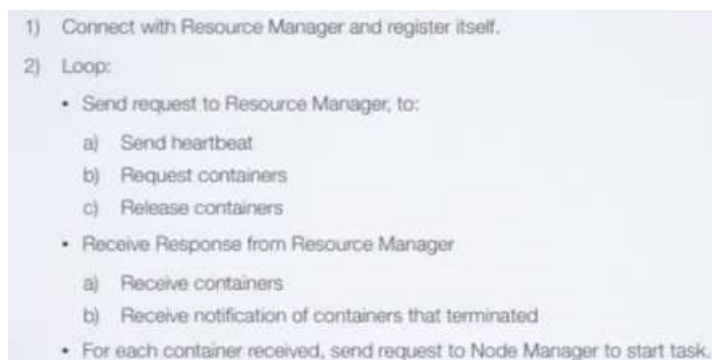 1) Connect with Resource Manager and register itself.
2) Loop:
• Send request to Resource Manager, to:
a) Send heartbeat
b) Request containers
c) Release containers
• Receive Response from Resource Manager
a) Receive containers
b) Receive notification of containers that terminated
• For each container received, send request to Node Manager to start task.